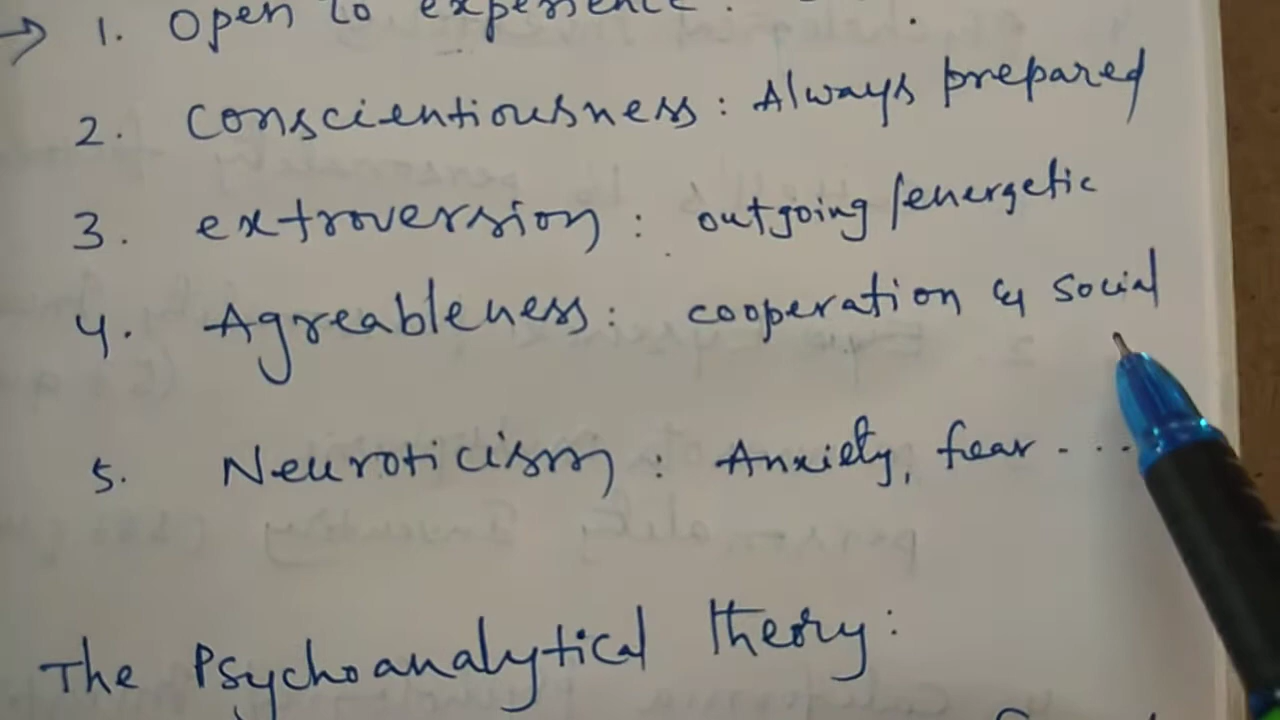 → 1. Open to experience :
2. Conscientiousness : Always prepared
3. extroversion : outgoing /energetic
4. Agreableness : cooperation & social
5. Neuroticism : Anxiety, fear - ...
The Psychoanalytical Theory :